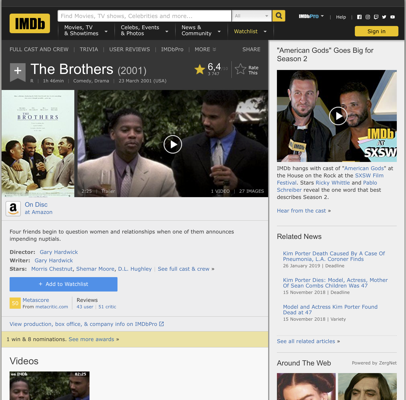 IMDb
Find Movies, TV shows, Celebrities and more...
All
IMDbPro
Help
Movies, TV & Showtimes
Celebs, Events & Photos
News & Community
Watchlist
Sign in
FULL CAST AND CREW | TRIVIA | USER REVIEWS | IMDbPro | MORE
SHARE
The Brothers (2001)
R | 1h 46min | Comedy, Drama | 23 March 2001 (USA)
6,4
Rate This
BROTHERS
1 VIDEO | 27 IMAGES
On Disc
at Amazon
Four friends begin to question women and relationships when one of them announces impending nuptials.
Director: Gary Hardwick
Writer: Gary Hardwick
Stars: Morris Chestnut, Shemar Moore, D.L. Hughley | See full cast & crew »
+ Add to Watchlist
Metascore
From metacritic.com
Reviews
43 user | 51 critic
View production, box office, & company info on IMDbPro
1 win & 8 nominations. See more awards »
Videos
"American Gods" Goes Big for Season 2
IMDb
AT
SXSW
IMDb hangs with cast of "American Gods" at the House on the Rock at the SXSW Film Festival. Stars Ricky Whittle and Pablo Schreiber reveal the one word that best describes Season 2.
Hear from the cast »
Related News
Kim Porter Death Caused By A Case Of Pneumonia, L.A. Coroner Finds
26 January 2019 | Deadline
Kim Porter Dies: Model, Actress, Mother Of Sean Combs Children Was 47
15 November 2018 | Deadline
Model and Actress Kim Porter Found Dead at 47
15 November 2018 | Variety
See all related articles »
Around The Web
Powered by ZergNet